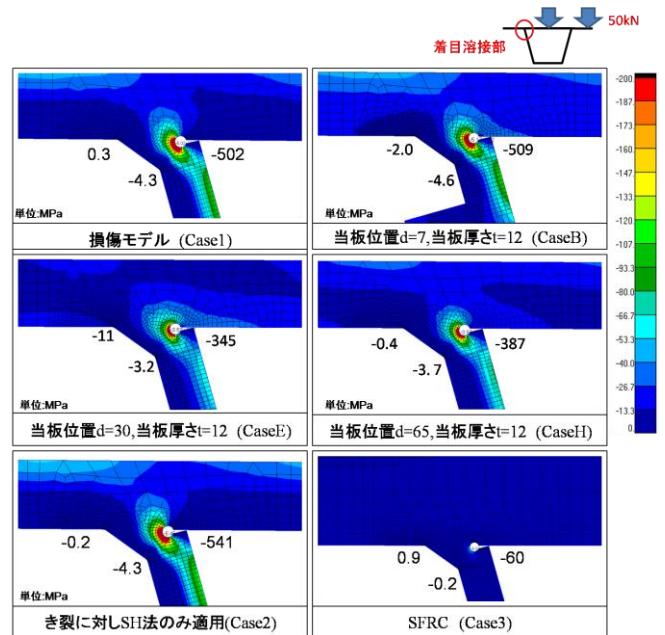 50kN
着目溶接部
0.3
-4.3
-502
単位:MPa
損傷モデル (Case1)
-2.0
-4.6
-509
単位:MPa
当板位置d=7,当板厚さt=12 (CaseB)
-11
-3.2
-345
単位:MPa
当板位置d=30,当板厚さt=12 (CaseE)
-0.4
-3.7
-387
単位:MPa
当板位置d=65,当板厚さt=12 (CaseH)
-0.2
-4.3
-541
単位:MPa
き裂に対しSH法のみ適用(Case2)
0.9
-0.2
-60
SFRC (Case3)
-200.
-187.
-173.
-160.
-147.
-133.
-120.
-107.
-93.3
-80.0
-66.7
-53.3
-40.0
-26.7
-13.3
0.